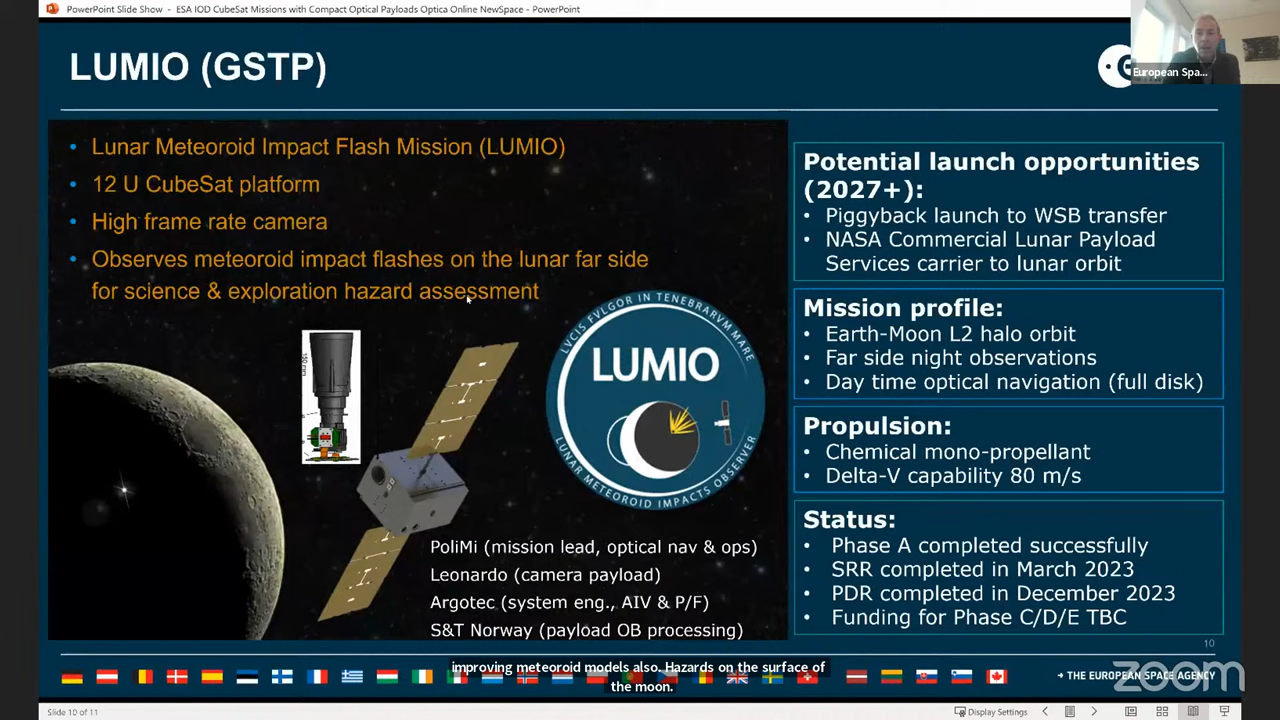 PowerPoint Slide Show - ESA IOD CubeSat Missions with Compact Optical Payloads Optica Online NewSpace - PowerPoint
European Spa...
LUMIO (GSTP)
• Lunar Meteoroid Impact Flash Mission (LUMIO)
• 12 U CubeSat platform
• High frame rate camera
• Observes meteoroid impact flashes on the lunar far side
for science & exploration hazard assessment
LVCIS FVLGOR IN TENEBRARVM MARE
LUMIO
LUNAR METEOROID IMPACTS OBSERVER
PoliMi (mission lead, optical nav & ops)
Leonardo (camera payload)
Argotec (system eng., AIV & P/F)
S&T Norway (payload OB processing)
Potential launch opportunities
(2027+):
• Piggyback launch to WSB transfer
• NASA Commercial Lunar Payload
Services carrier to lunar orbit
Mission profile:
• Earth-Moon L2 halo orbit
• Far side night observations
• Day time optical navigation (full disk)
Propulsion:
• Chemical mono-propellant
• Delta-V capability 80 m/s
Status:
• Phase A completed successfully
• SRR completed in March 2023
• PDR completed in December 2023
• Funding for Phase C/D/E TBC
10
improving meteoroid models also. Hazards on the surface of
the moon.
→ THE EUROPEAN SPACE AGENCY
zoom
Slide 10 of 11
Display Settings